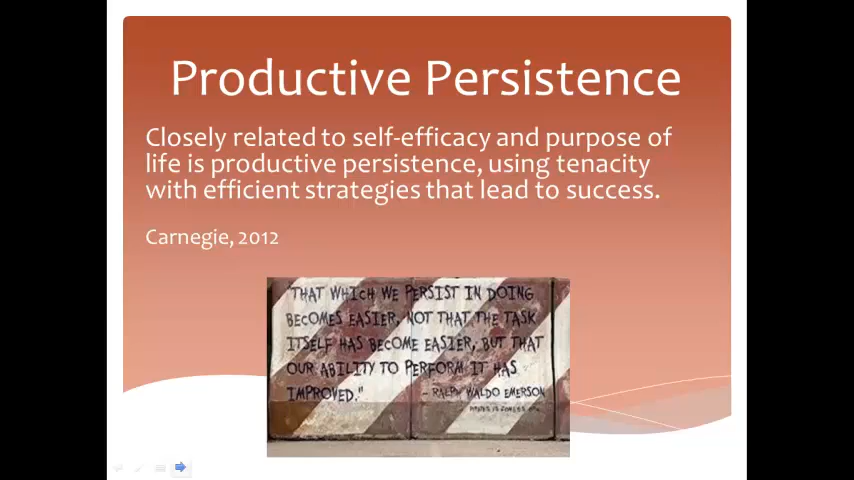 Productive Persistence
Closely related to self-efficacy and purpose of
life is productive persistence, using tenacity
with efficient strategies that lead to success.
Carnegie, 2012
"THAT WHICH WE PERSIST IN DOING
BECOMES EASIER, NOT THAT THE TASK
ITSELF HAS BECOME EASIER, BUT THAT
OUR ABILITY TO PERFORM IT HAS
IMPROVED." - RALPH WALDO EMERSON